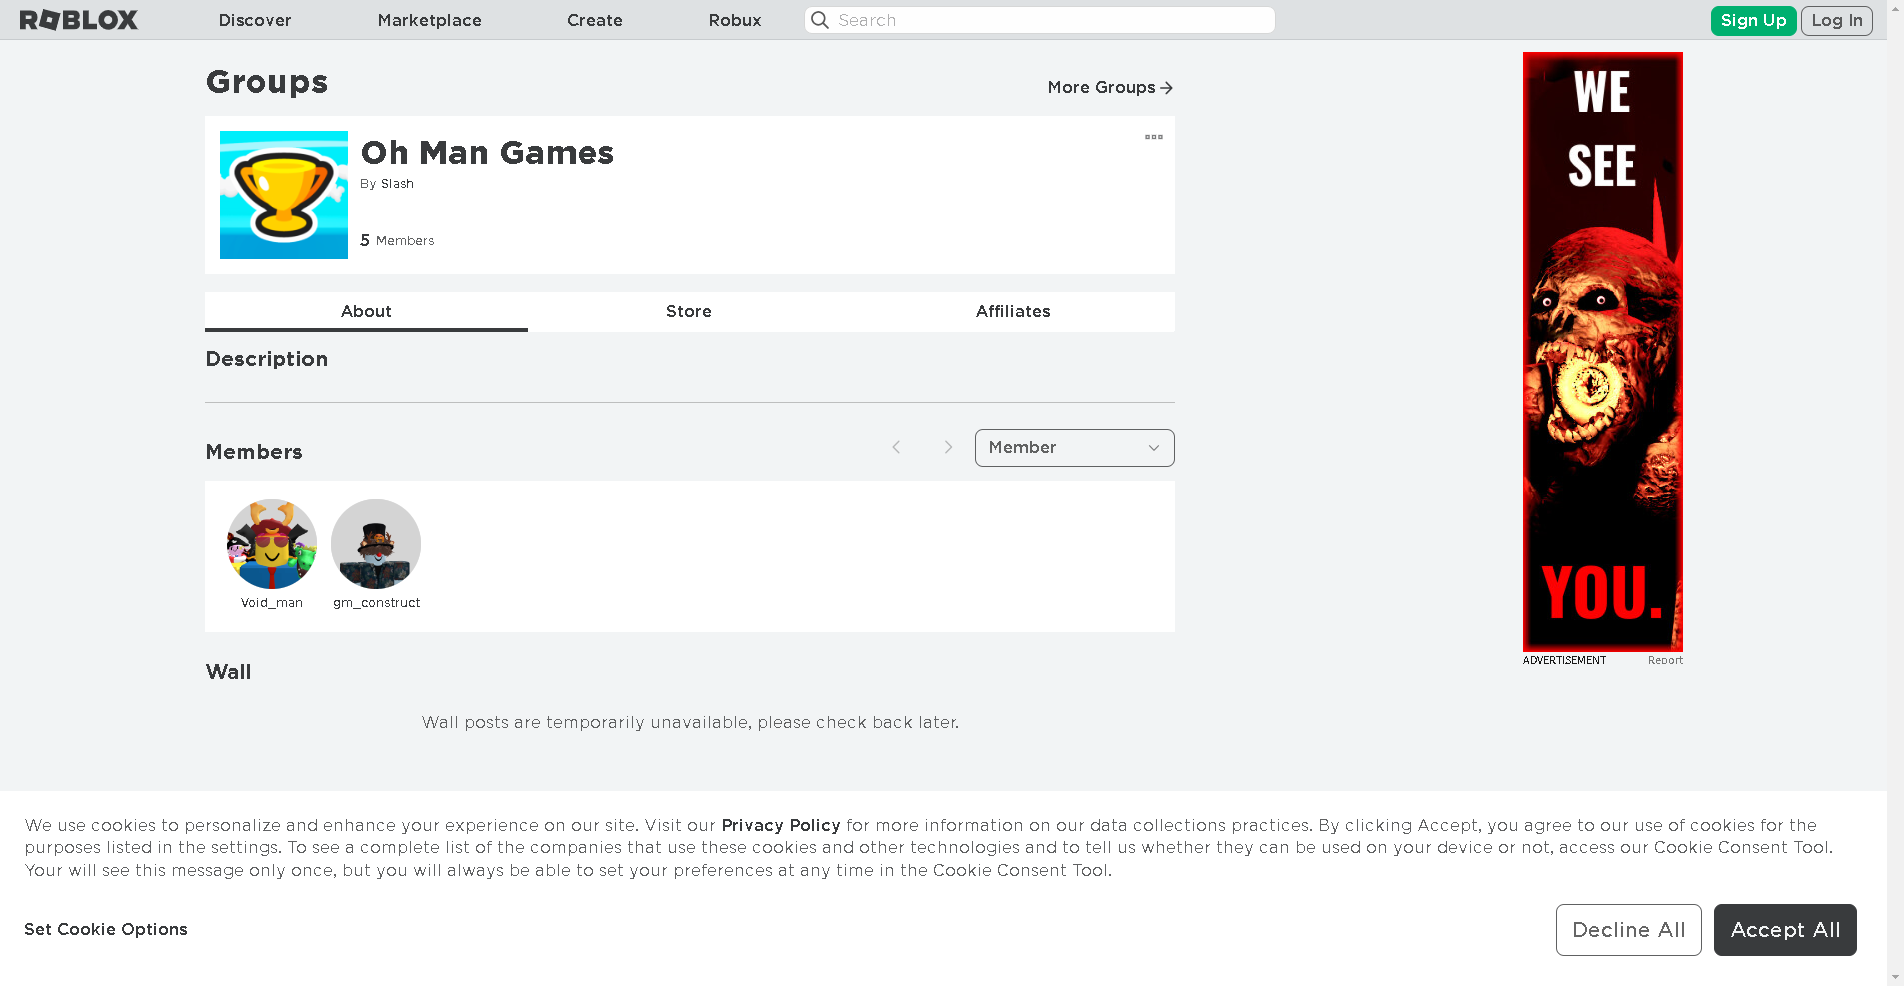 ROBLOX
Discover
Marketplace
Create
Robux
Search
Sign Up
Log In
Groups
More Groups
Oh Man Games
By Slash
5 Members
About
Store
Affiliates
Description
Members
Member
Void_man
gm_construct
Wall
Wall posts are temporarily unavailable, please check back later.
WE
SEE
YOU.
ADVERTISEMENT
Report
We use cookies to personalize and enhance your experience on our site. Visit our Privacy Policy for more information on our data collections practices. By clicking Accept, you agree to our use of cookies for the
purposes listed in the settings. To see a complete list of the companies that use these cookies and other technologies and to tell us whether they can be used on your device or not, access our Cookie Consent Tool.
Your will see this message only once, but you will always be able to set your preferences at any time in the Cookie Consent Tool.
Set Cookie Options
Decline All
Accept All